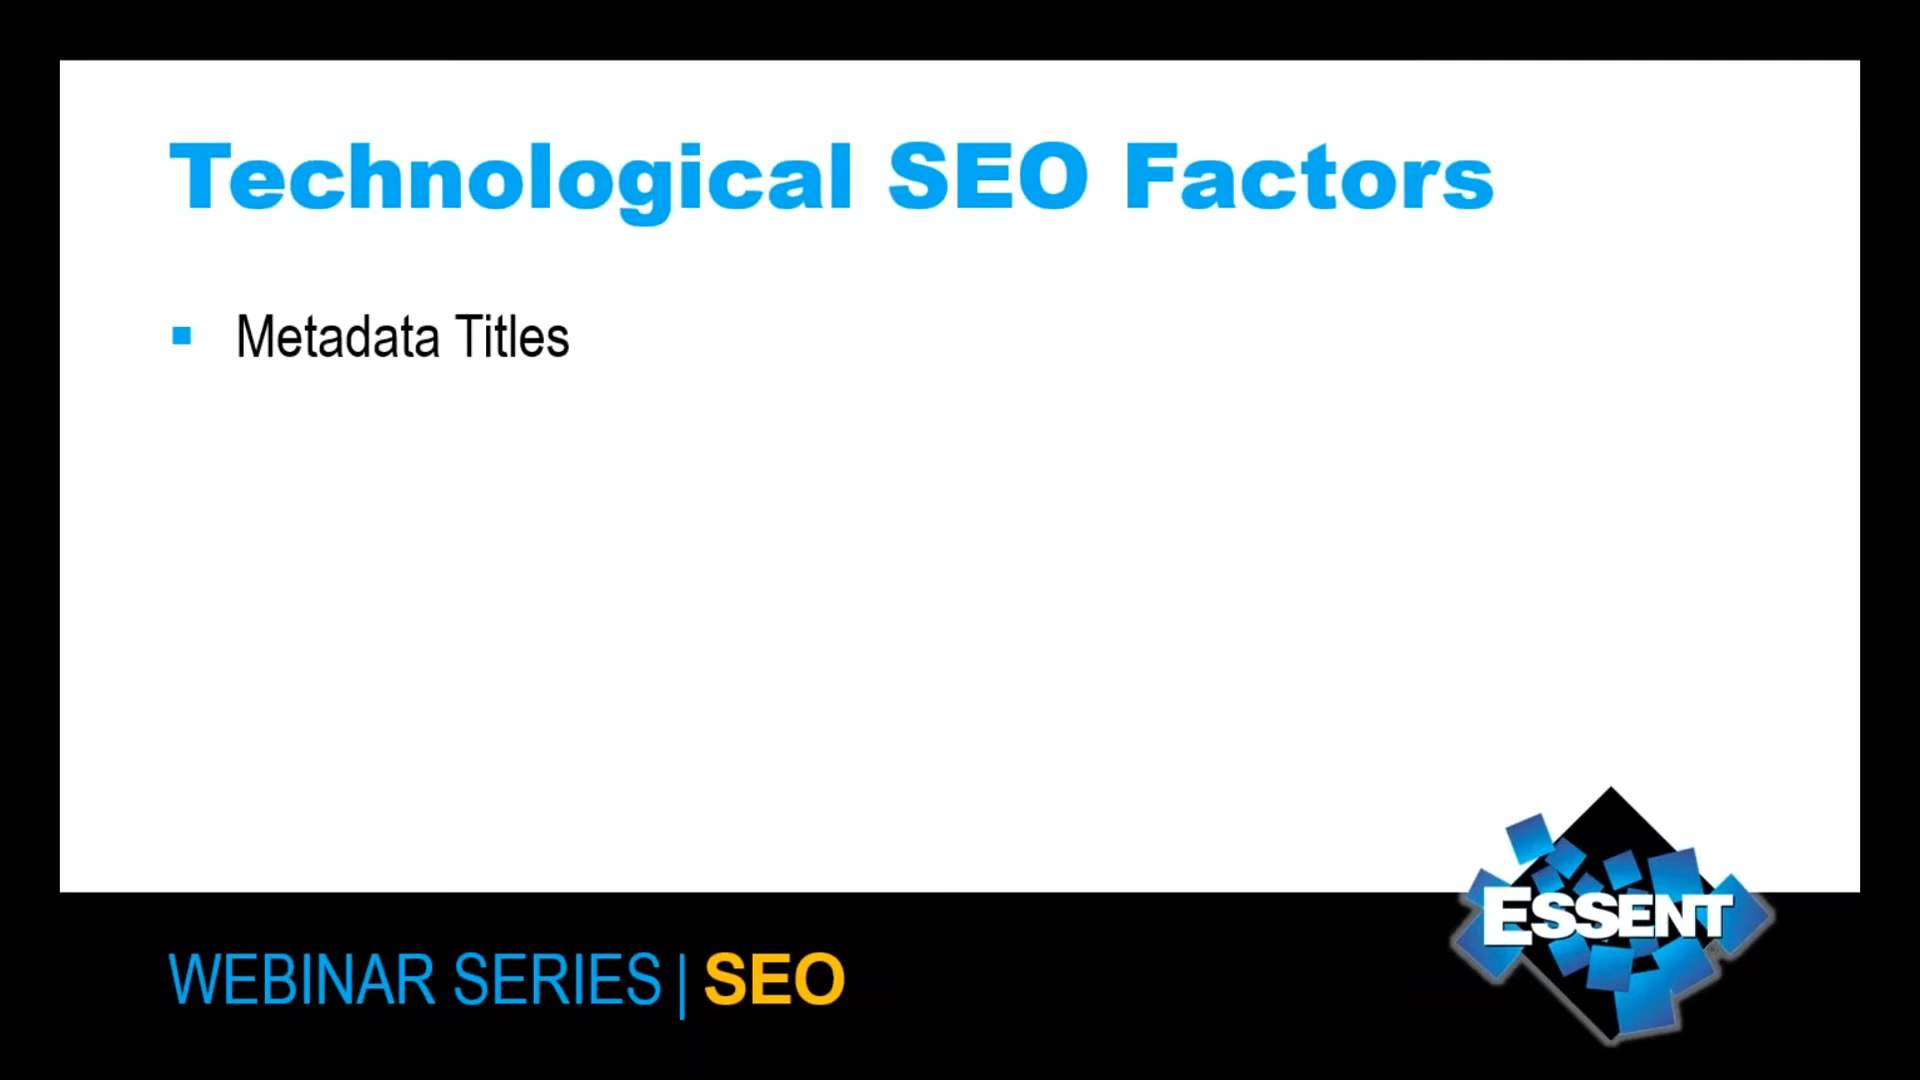 Technological SEO Factors
▪ Metadata Titles
ESSENT
WEBINAR SERIES | SEO